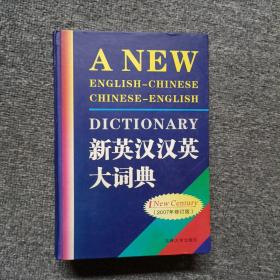 A NEW
ENGLISH-CHINESE
CHINESE-ENGLISH
DICTIONARY
新英汉汉英
大词典
New Century
(2007年修订版)